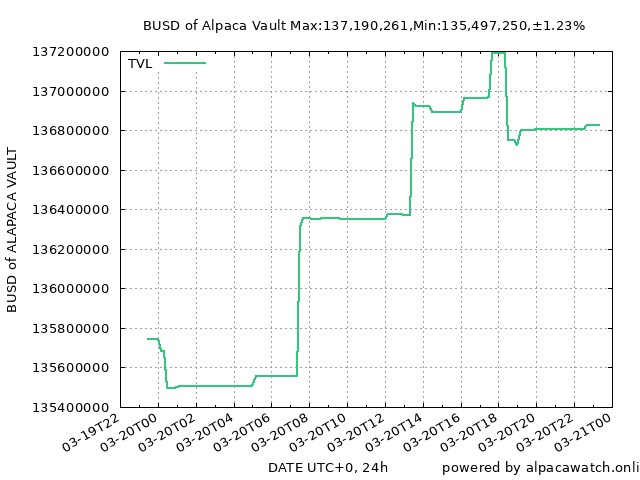 BUSD of Alpaca Vault Max:137,190,261,Min:135,497,250,±1.23%
TVL
137200000
137000000
136800000
136600000
136400000
136200000
136000000
135800000
135600000
135400000
BUSD of ALAPACA VAULT
03-19T22
03-20T00
03-20T02
03-20T04
03-20T06
03-20T08
03-20T10
03-20T12
03-20T14
03-20T16
03-20T18
03-20T20
03-20T22
03-21T00
DATE UTC+0, 24h
powered by alpacawatch.onli